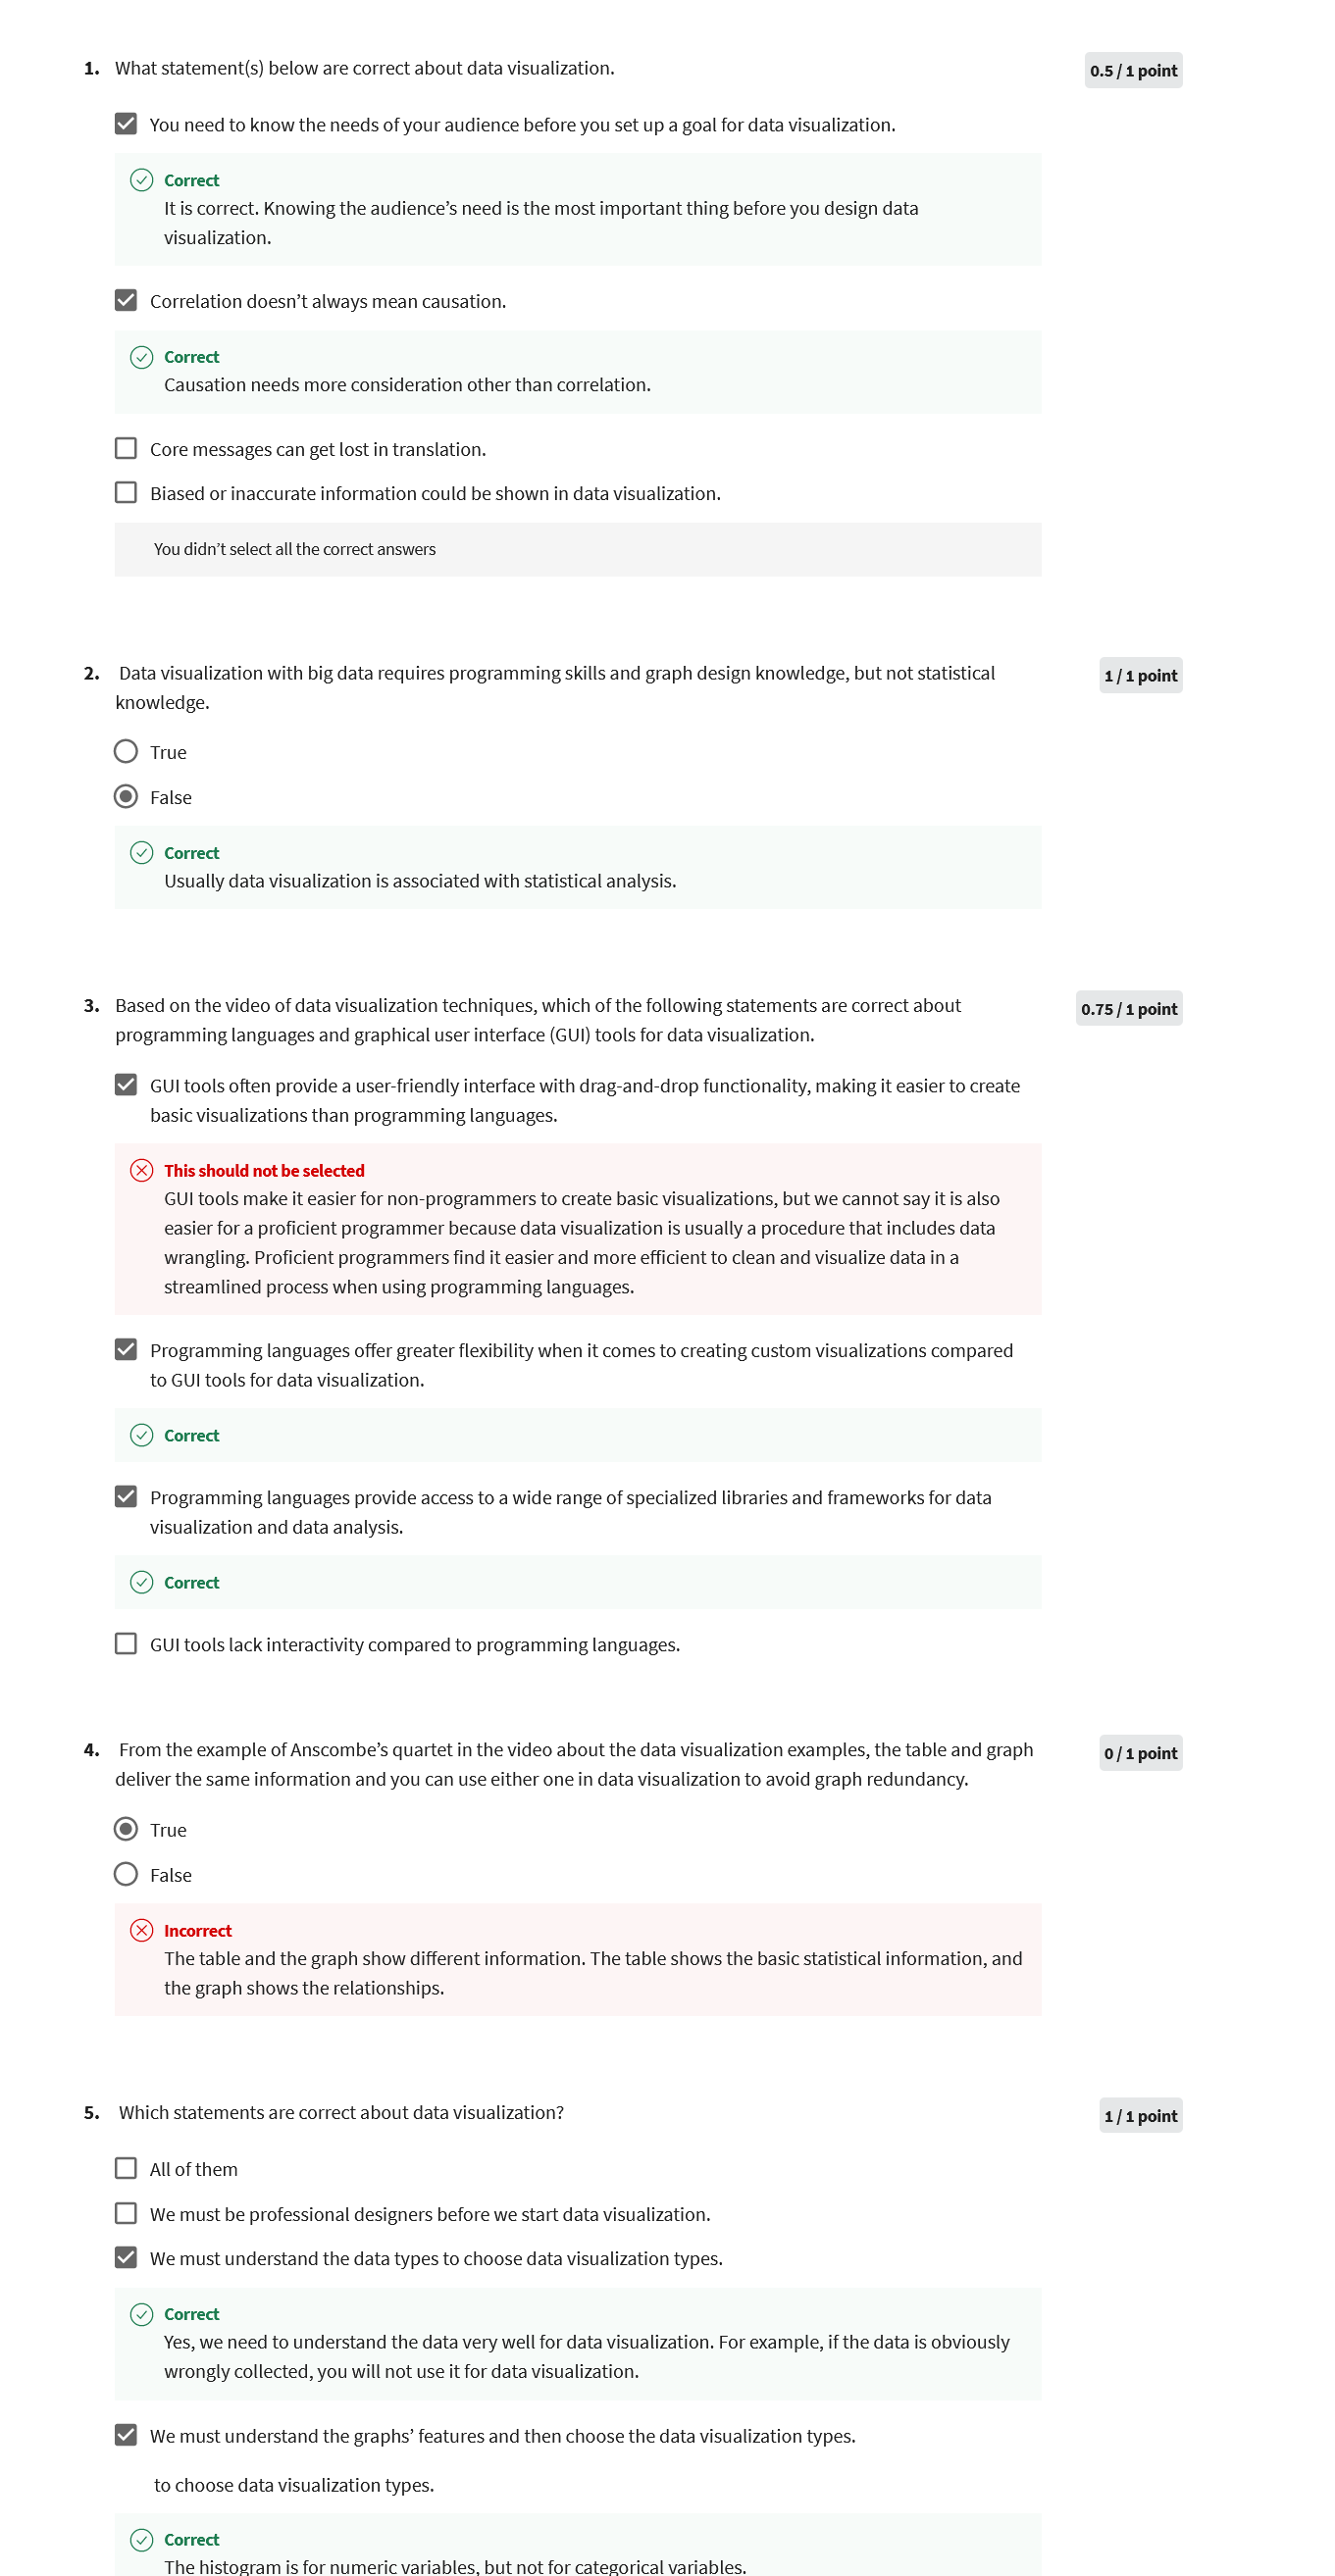 1. What statement(s) below are correct about data visualization.
0.5 / 1 point
You need to know the needs of your audience before you set up a goal for data visualization.
Correct
It is correct. Knowing the audience’s need is the most important thing before you design data
visualization.
Correlation doesn’t always mean causation.
Correct
Causation needs more consideration other than correlation.
Core messages can get lost in translation.
Biased or inaccurate information could be shown in data visualization.
You didn’t select all the correct answers
2. Data visualization with big data requires programming skills and graph design knowledge, but not statistical
knowledge.
1 / 1 point
True
False
Correct
Usually data visualization is associated with statistical analysis.
3. Based on the video of data visualization techniques, which of the following statements are correct about
programming languages and graphical user interface (GUI) tools for data visualization.
0.75 / 1 point
GUI tools often provide a user-friendly interface with drag-and-drop functionality, making it easier to create
basic visualizations than programming languages.
This should not be selected
GUI tools make it easier for non-programmers to create basic visualizations, but we cannot say it is also
easier for a proficient programmer because data visualization is usually a procedure that includes data
wrangling. Proficient programmers find it easier and more efficient to clean and visualize data in a
streamlined process when using programming languages.
Programming languages offer greater flexibility when it comes to creating custom visualizations compared
to GUI tools for data visualization.
Correct
Programming languages provide access to a wide range of specialized libraries and frameworks for data
visualization and data analysis.
Correct
GUI tools lack interactivity compared to programming languages.
4. From the example of Anscombe’s quartet in the video about the data visualization examples, the table and graph
deliver the same information and you can use either one in data visualization to avoid graph redundancy.
0 / 1 point
True
False
Incorrect
The table and the graph show different information. The table shows the basic statistical information, and
the graph shows the relationships.
5. Which statements are correct about data visualization?
1 / 1 point
All of them
We must be professional designers before we start data visualization.
We must understand the data types to choose data visualization types.
Correct
Yes, we need to understand the data very well for data visualization. For example, if the data is obviously
wrongly collected, you will not use it for data visualization.
We must understand the graphs’ features and then choose the data visualization types.
to choose data visualization types.
Correct
The histogram is for numeric variables, but not for categorical variables.